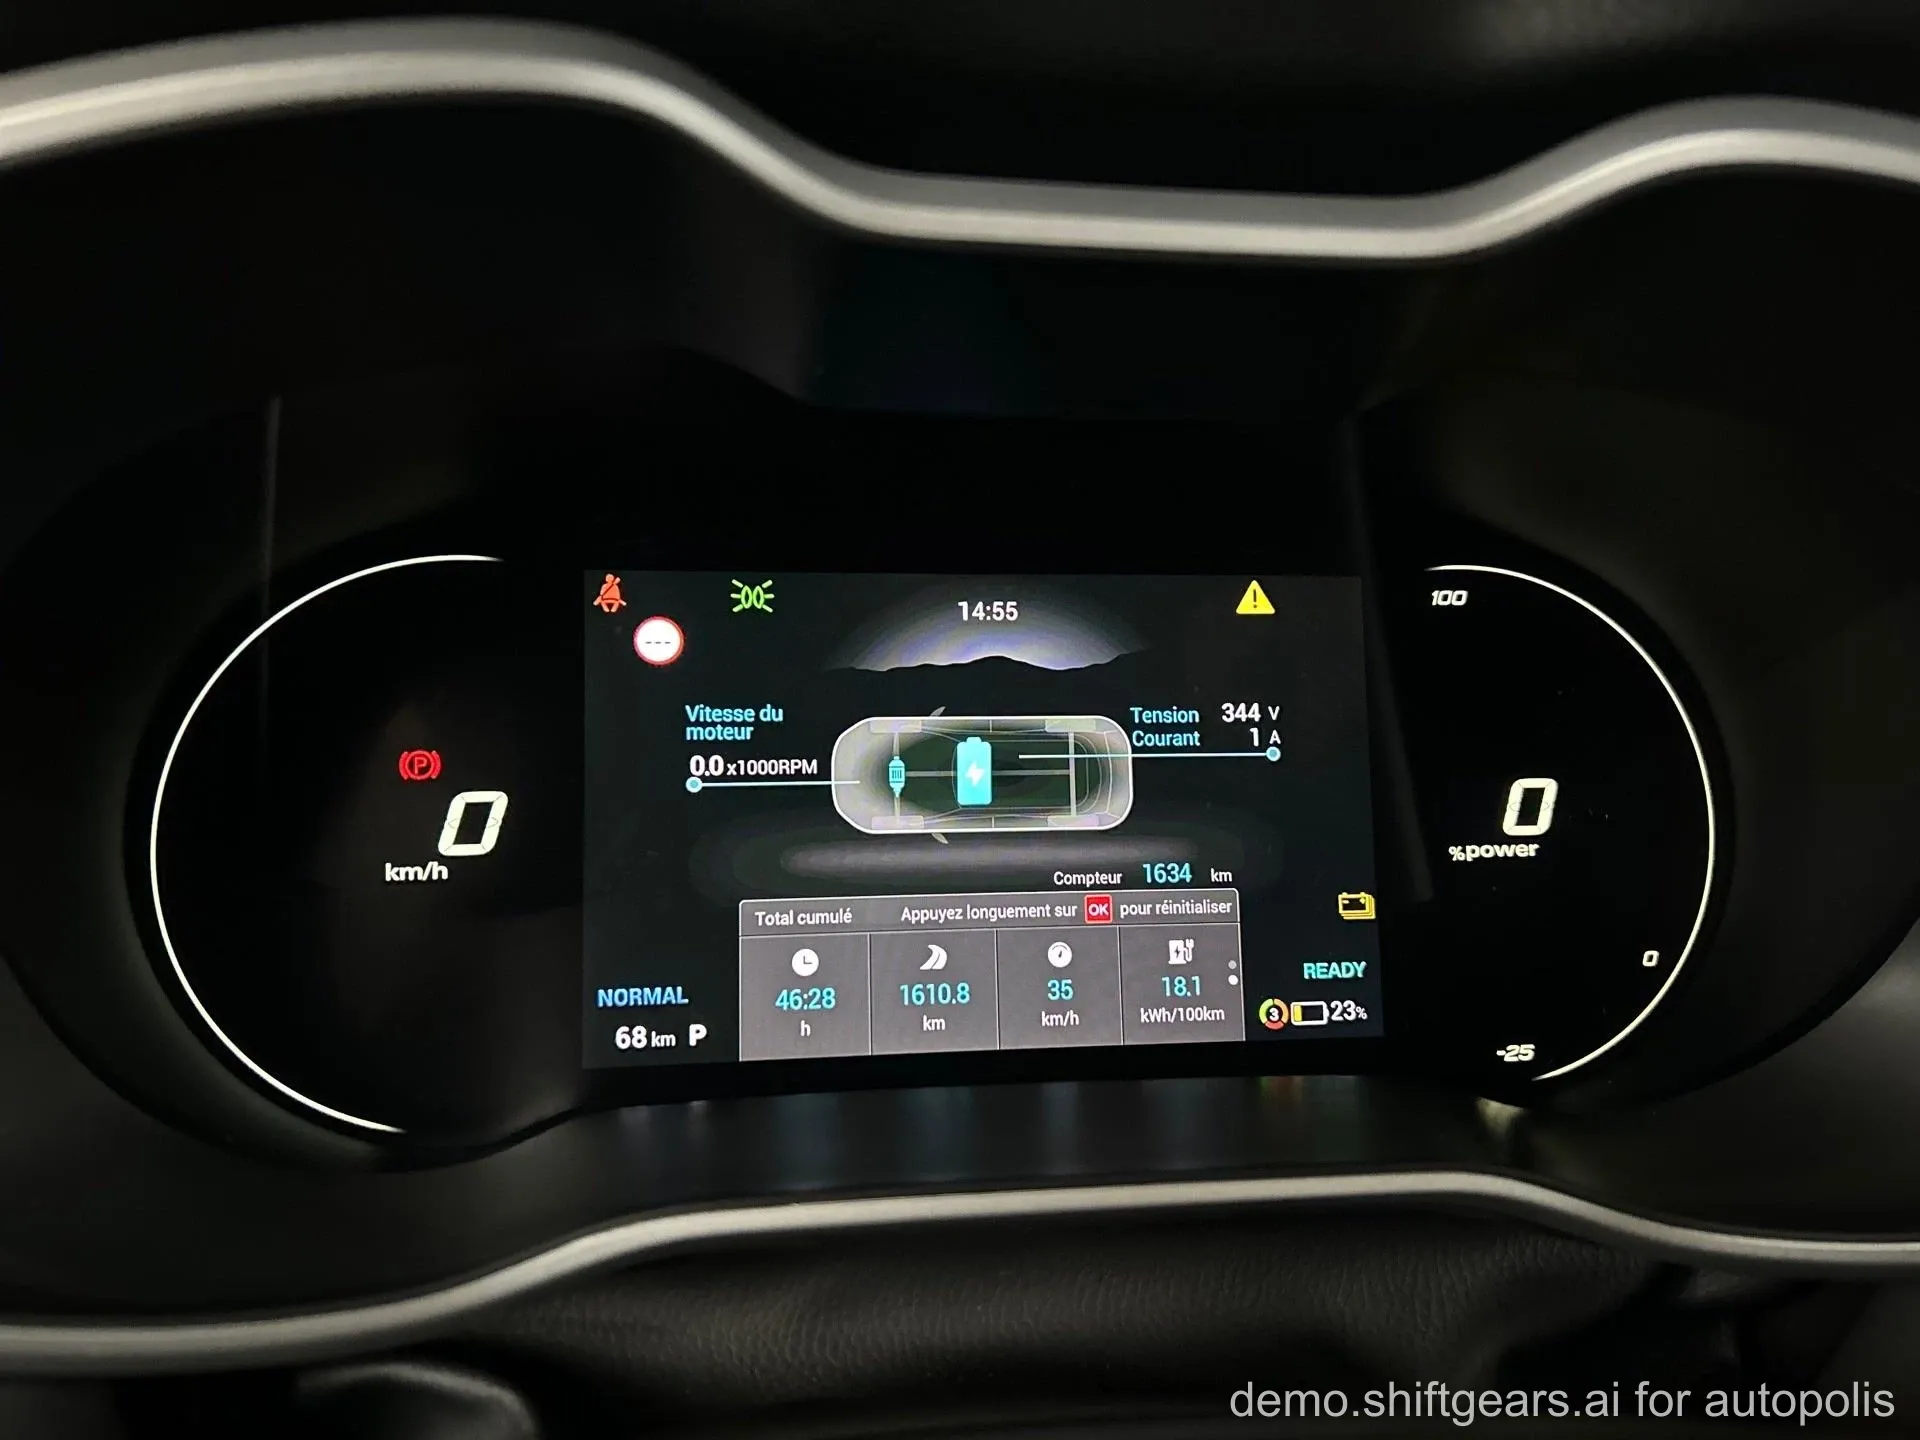 14:55
---
Vitesse du
moteur
0.0 x1000RPM
Tension 344 V
Courant 1 A
100
P
0
km/h
0
%power
0
-25
Compteur 1634 km
Total cumulé Appuyez longuement sur OK pour réinitialiser
46:28
h
1610.8
km
35
km/h
18.1
kWh/100km
NORMAL
68 km P
READY
3 23%
demo.shiftgears.ai for autopolis